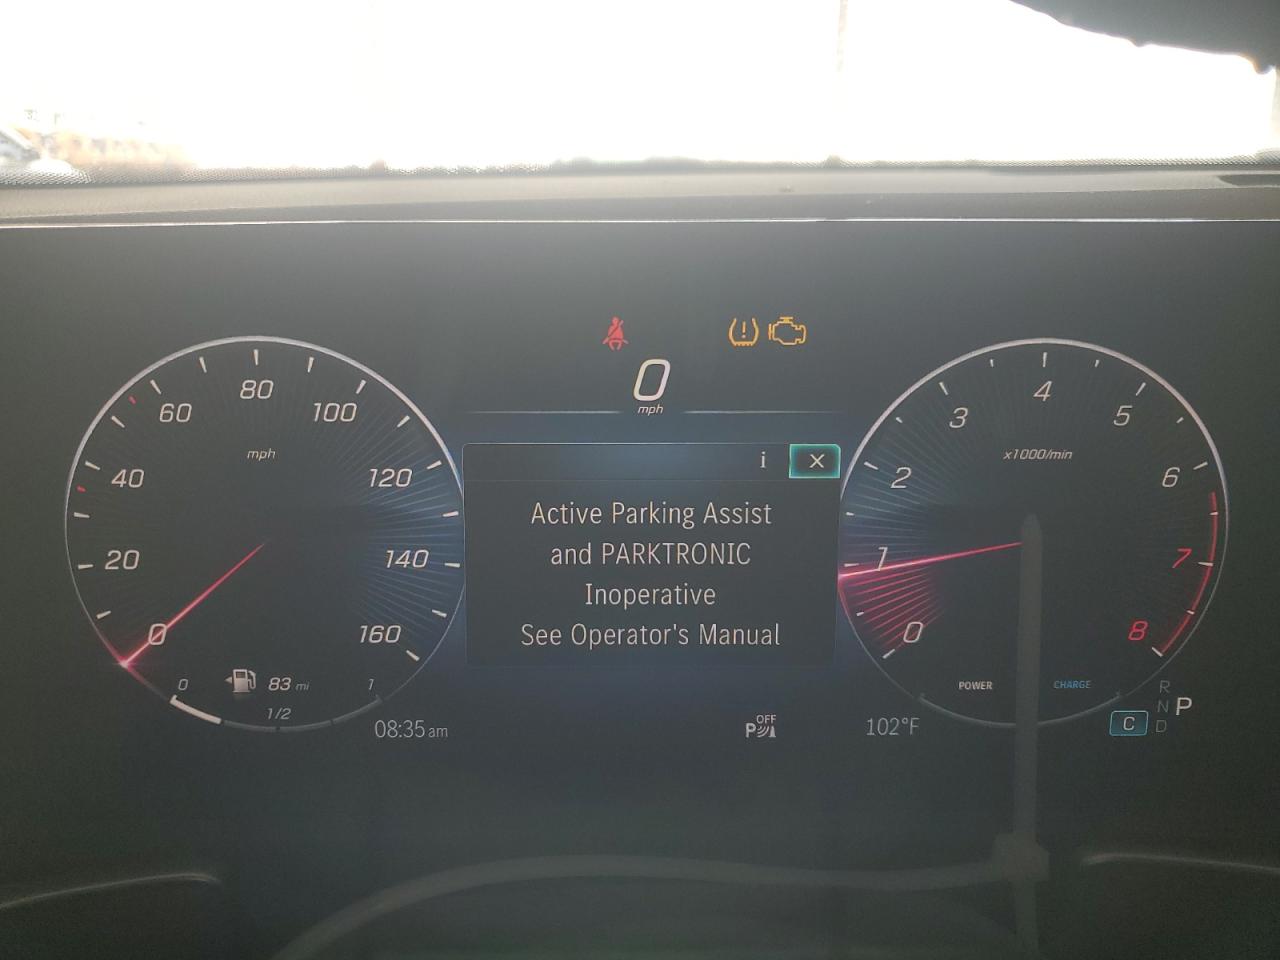 0
mph
80
60
100
mph
40
120
20
140
0
160
0
83 mi
1
1/2
08:35am
i
Active Parking Assist
and PARKTRONIC
Inoperative
See Operator's Manual
P OFF
102°F
4
3
5
x1000/min
2
6
1
7
0
8
POWER
CHARGE
R
N
P
D
C